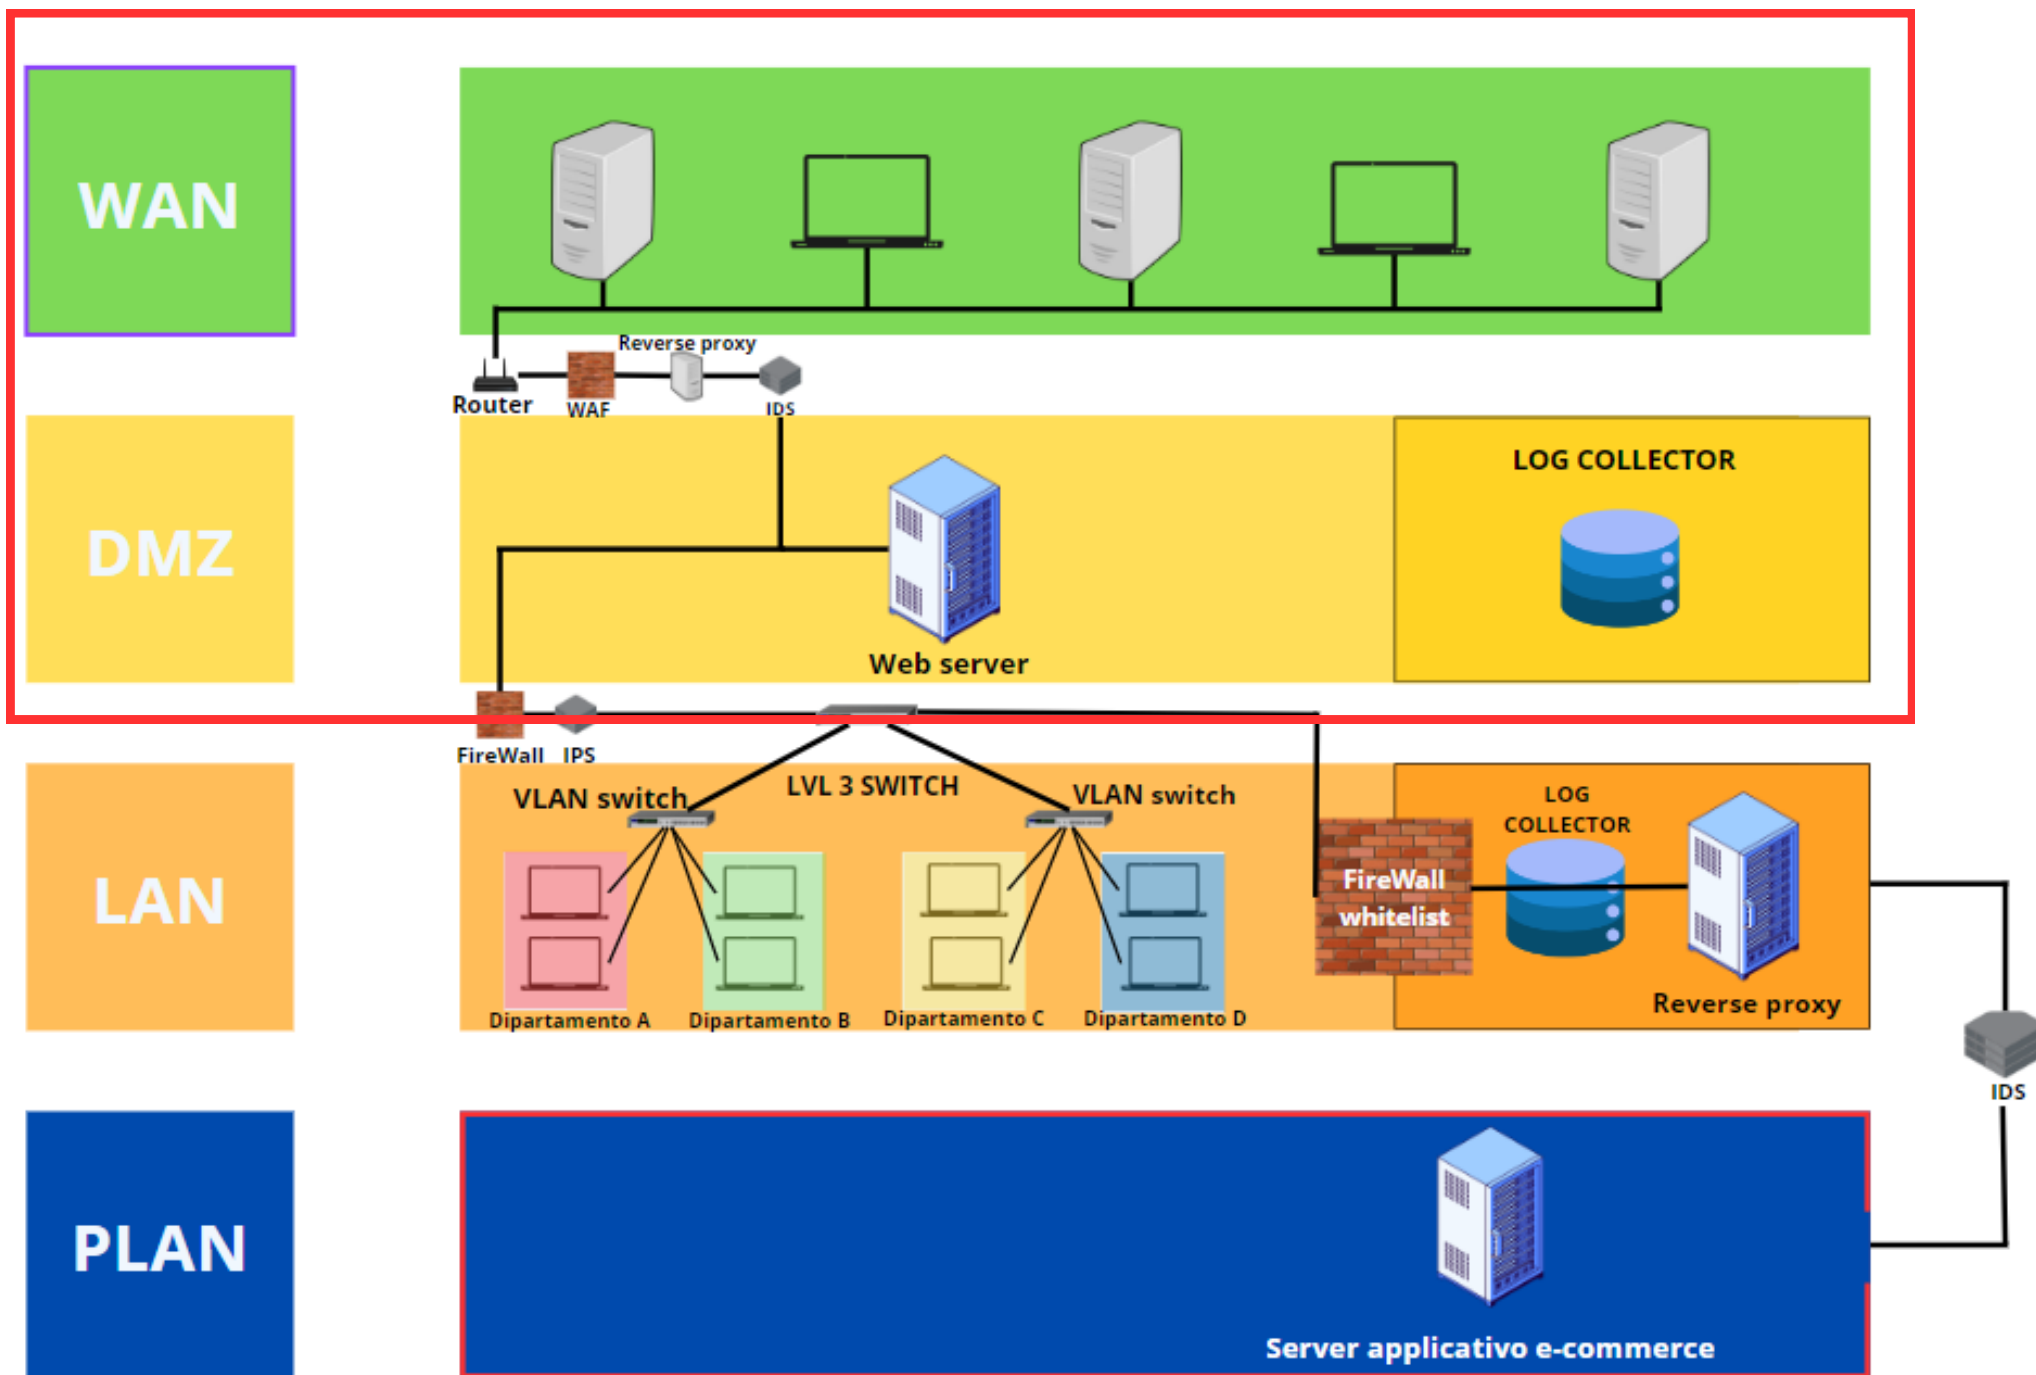 WAN
Reverse proxy
Router
WAF
IDS
DMZ
LOG COLLECTOR
Web server
FireWall
IPS
LAN
VLAN switch
LVL 3 SWITCH
VLAN switch
LOG
COLLECTOR
FireWall
whitelist
Reverse proxy
Dipartamento A
Dipartamento B
Dipartamento C
Dipartamento D
IDS
PLAN
Server applicativo e-commerce